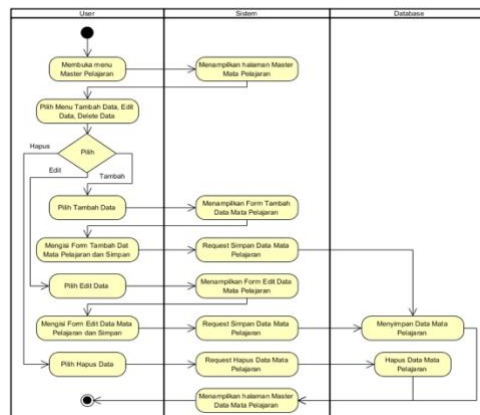 User
Sistem
Database
Membuka menu
Master Pelajaran
Menampilkan halaman Master
Mata Pelajaran
Pilih Menu Tambah Data, Edit
Data, Delete Data
Hapus
Pilih
Edit
Tambah
Pilih Tambah Data
Menampilkan Form Tambah
Data Mata Pelajaran
Mengisi Form Tambah Dat
Mata Pelajaran dan Simpan
Request Simpan Data Mata
Pelajaran
Pilih Edit Data
Menampilkan Form Edit Data
Mata Pelajaran
Mengisi Form Edit Data Mata
Pelajaran dan Simpan
Request Simpan Data Mata
Pelajaran
Menyimpan Data Mata
Pelajaran
Pilih Hapus Data
Request Hapus Data Mata
Pelajaran
Hapus Data Mata
Pelajaran
Menampilkan halaman Master
Data Mata Pelajaran